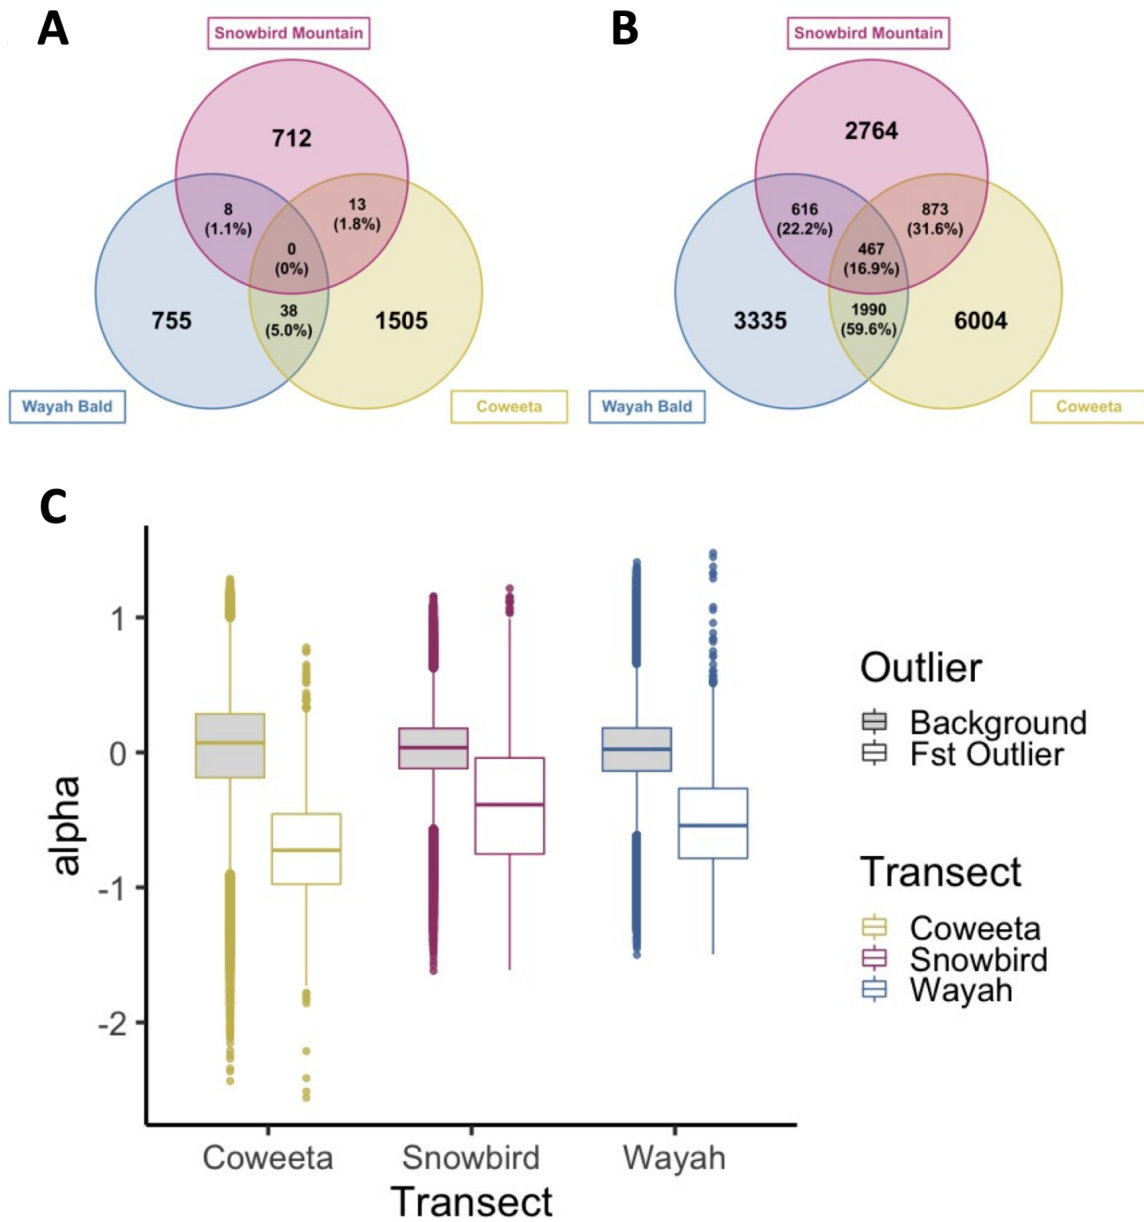 A
Snowbird Mountain
712
8
(1.1%)
13
(1.8%)
0
(0%)
38
(5.0%)
755
1505
Wayah Bald
Coweeta
B
Snowbird Mountain
2764
616
(22.2%)
873
(31.6%)
467
(16.9%)
1990
(59.6%)
3335
6004
Wayah Bald
Coweeta
C
alpha
1
0
-1
-2
Coweeta
Snowbird
Wayah
Transect
Outlier
Background
Fst Outlier
Transect
Coweeta
Snowbird
Wayah